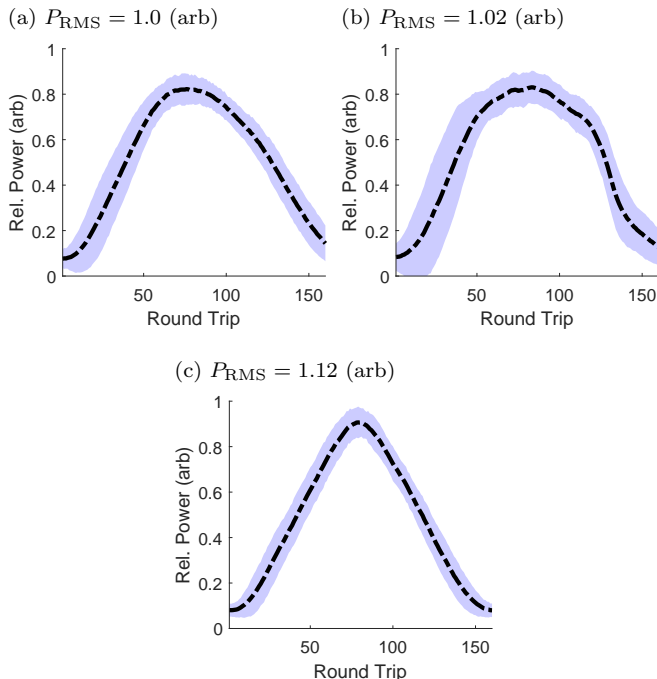 (a) P_RMS = 1.0 (arb)
1
0.8
0.6
0.4
0.2
0
Rel. Power (arb)
50 100 150
Round Trip
(b) P_RMS = 1.02 (arb)
1
0.8
0.6
0.4
0.2
0
Rel. Power (arb)
50 100 150
Round Trip
(c) P_RMS = 1.12 (arb)
1
0.8
0.6
0.4
0.2
0
Rel. Power (arb)
50 100 150
Round Trip